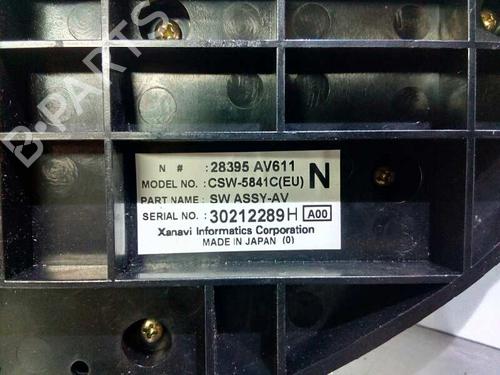 B-PARTS
N # : 28395 AV611
MODEL NO. : CSW-5841C(EU) N
PART NAME : SW ASSY-AV
SERIAL NO. : 30212289H A00
Xanavi Informatics Corporation
MADE IN JAPAN (0)